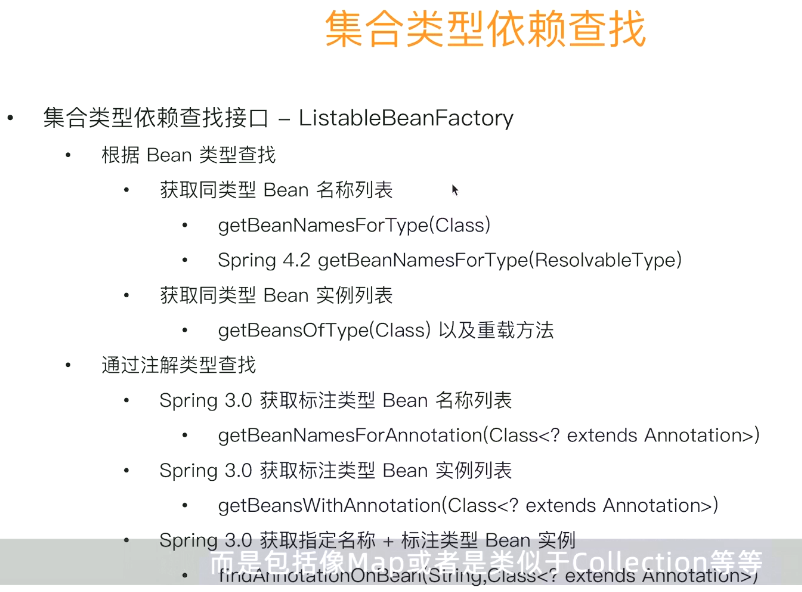 集合类型依赖查找
• 集合类型依赖查找接口 – ListableBeanFactory
• 根据 Bean 类型查找
• 获取同类型 Bean 名称列表
• getBeanNamesForType(Class)
• Spring 4.2 getBeanNamesForType(ResolvableType)
• 获取同类型 Bean 实例列表
• getBeansOfType(Class) 以及重载方法
• 通过注解类型查找
• Spring 3.0 获取标注类型 Bean 名称列表
• getBeanNamesForAnnotation(Class<? extends Annotation>)
• Spring 3.0 获取标注类型 Bean 实例列表
• getBeansWithAnnotation(Class<? extends Annotation>)
• Spring 3.0 获取指定名称 + 标注类型 Bean 实例
而是包括像Map或者是类似于Collection等等
• findAnnotationOnBean(String,Class<? extends Annotation>)